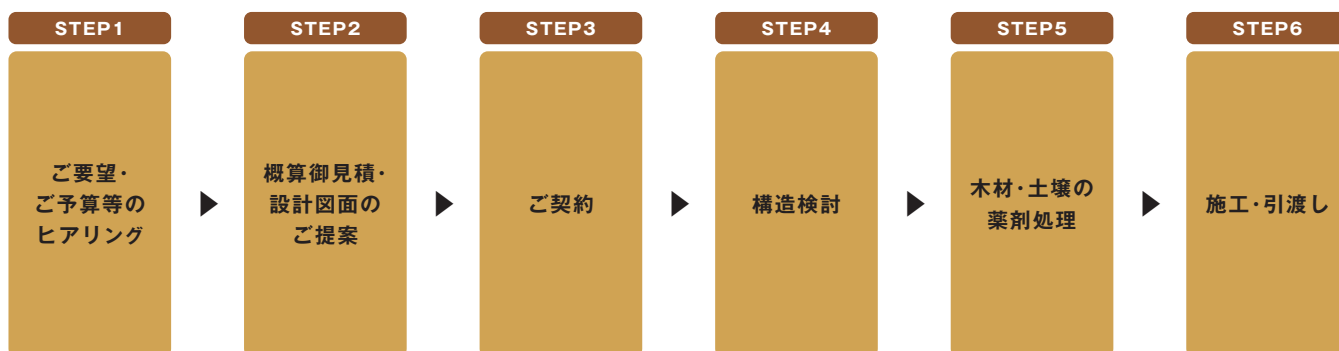 STEP1
ご要望・
ご予算等の
ヒアリング
STEP2
概算御見積・
設計図面の
ご提案
STEP3
ご契約
STEP4
構造検討
STEP5
木材・土壌の
薬剤処理
STEP6
施工・引渡し